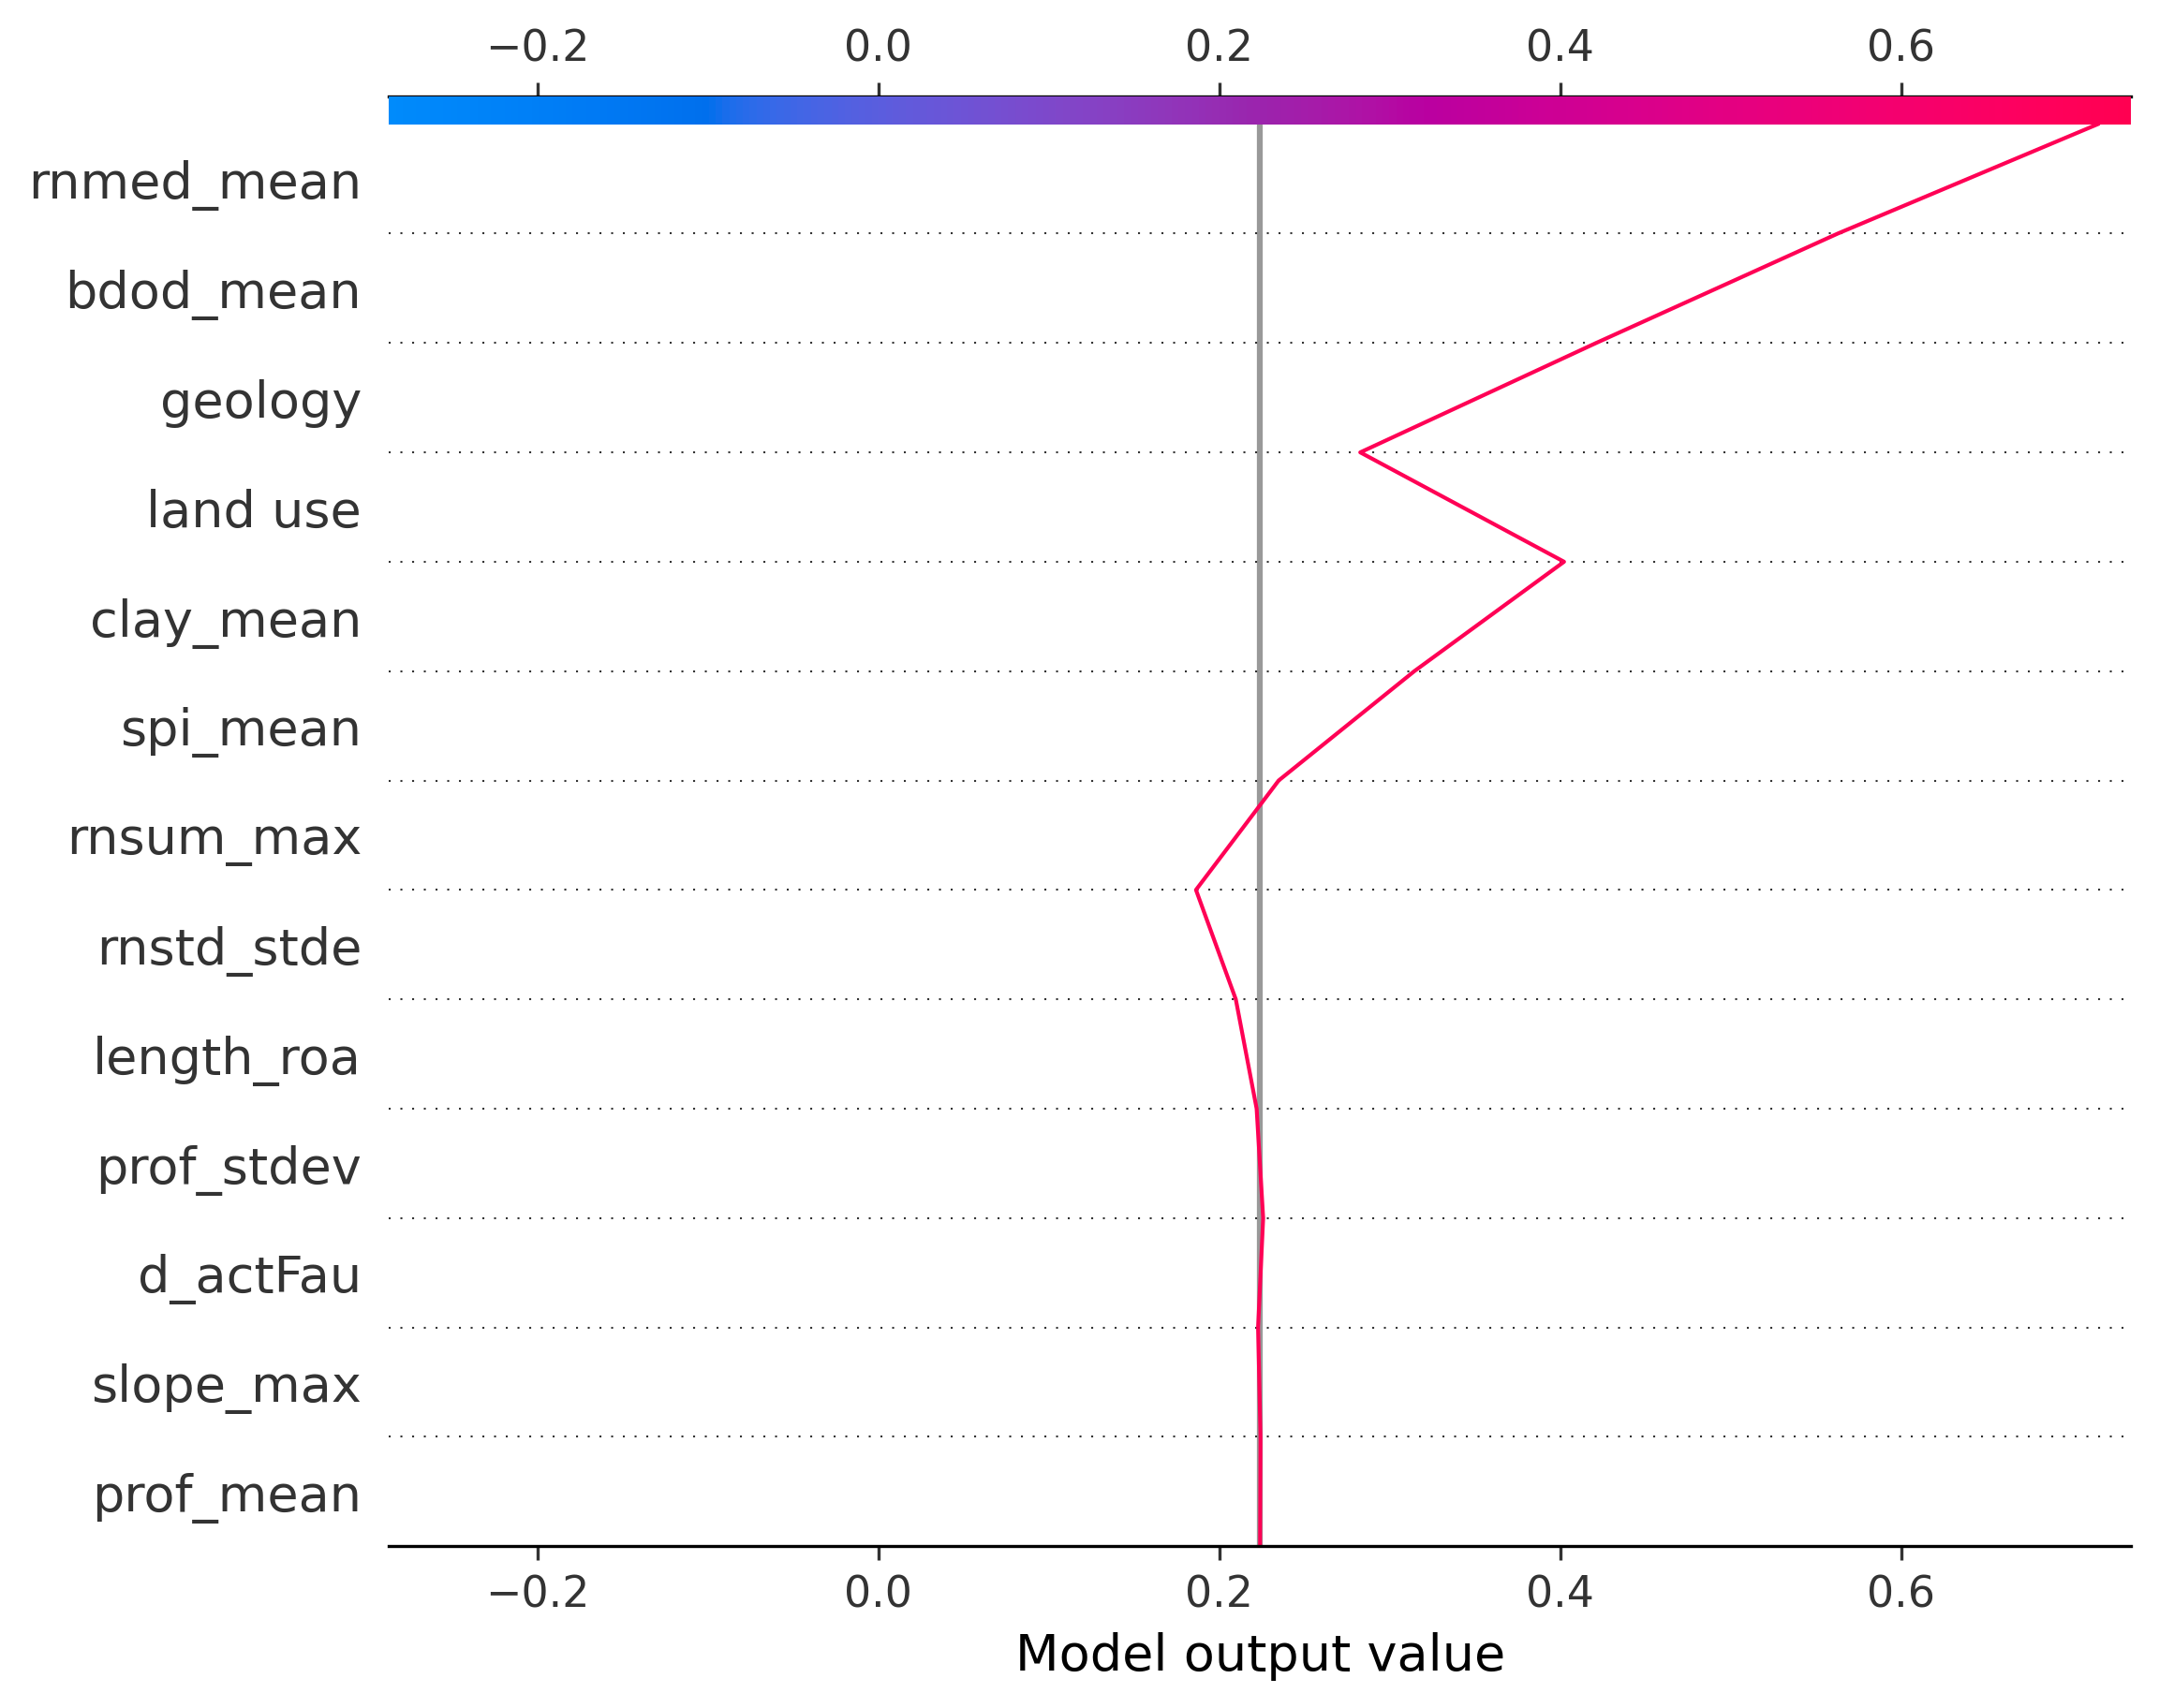 −0.2 0.0 0.2 0.4 0.6
rnmed_mean
bdod_mean
geology
land use
clay_mean
spi_mean
rnsum_max
rnstd_stde
length_roa
prof_stdev
d_actFau
slope_max
prof_mean
−0.2 0.0 0.2 0.4 0.6
Model output value